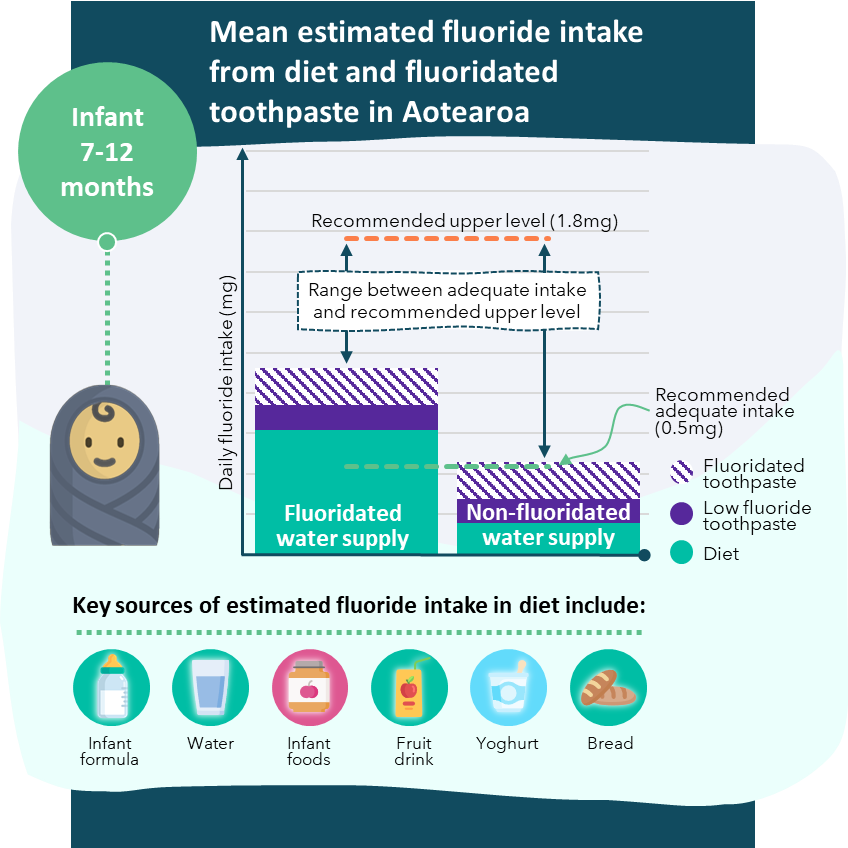 Mean estimated fluoride intake
from diet and fluoridated
toothpaste in Aotearoa
Infant
7-12
months
Daily fluoride intake (mg)
Recommended upper level (1.8mg)
Range between adequate intake
and recommended upper level
Recommended
adequate intake
(0.5mg)
Fluoridated
toothpaste
Low fluoride
toothpaste
Diet
Fluoridated
water supply
Non-fluoridated
water supply
Key sources of estimated fluoride intake in diet include:
Infant
formula
Water
Infant
foods
Fruit
drink
Yoghurt
Bread